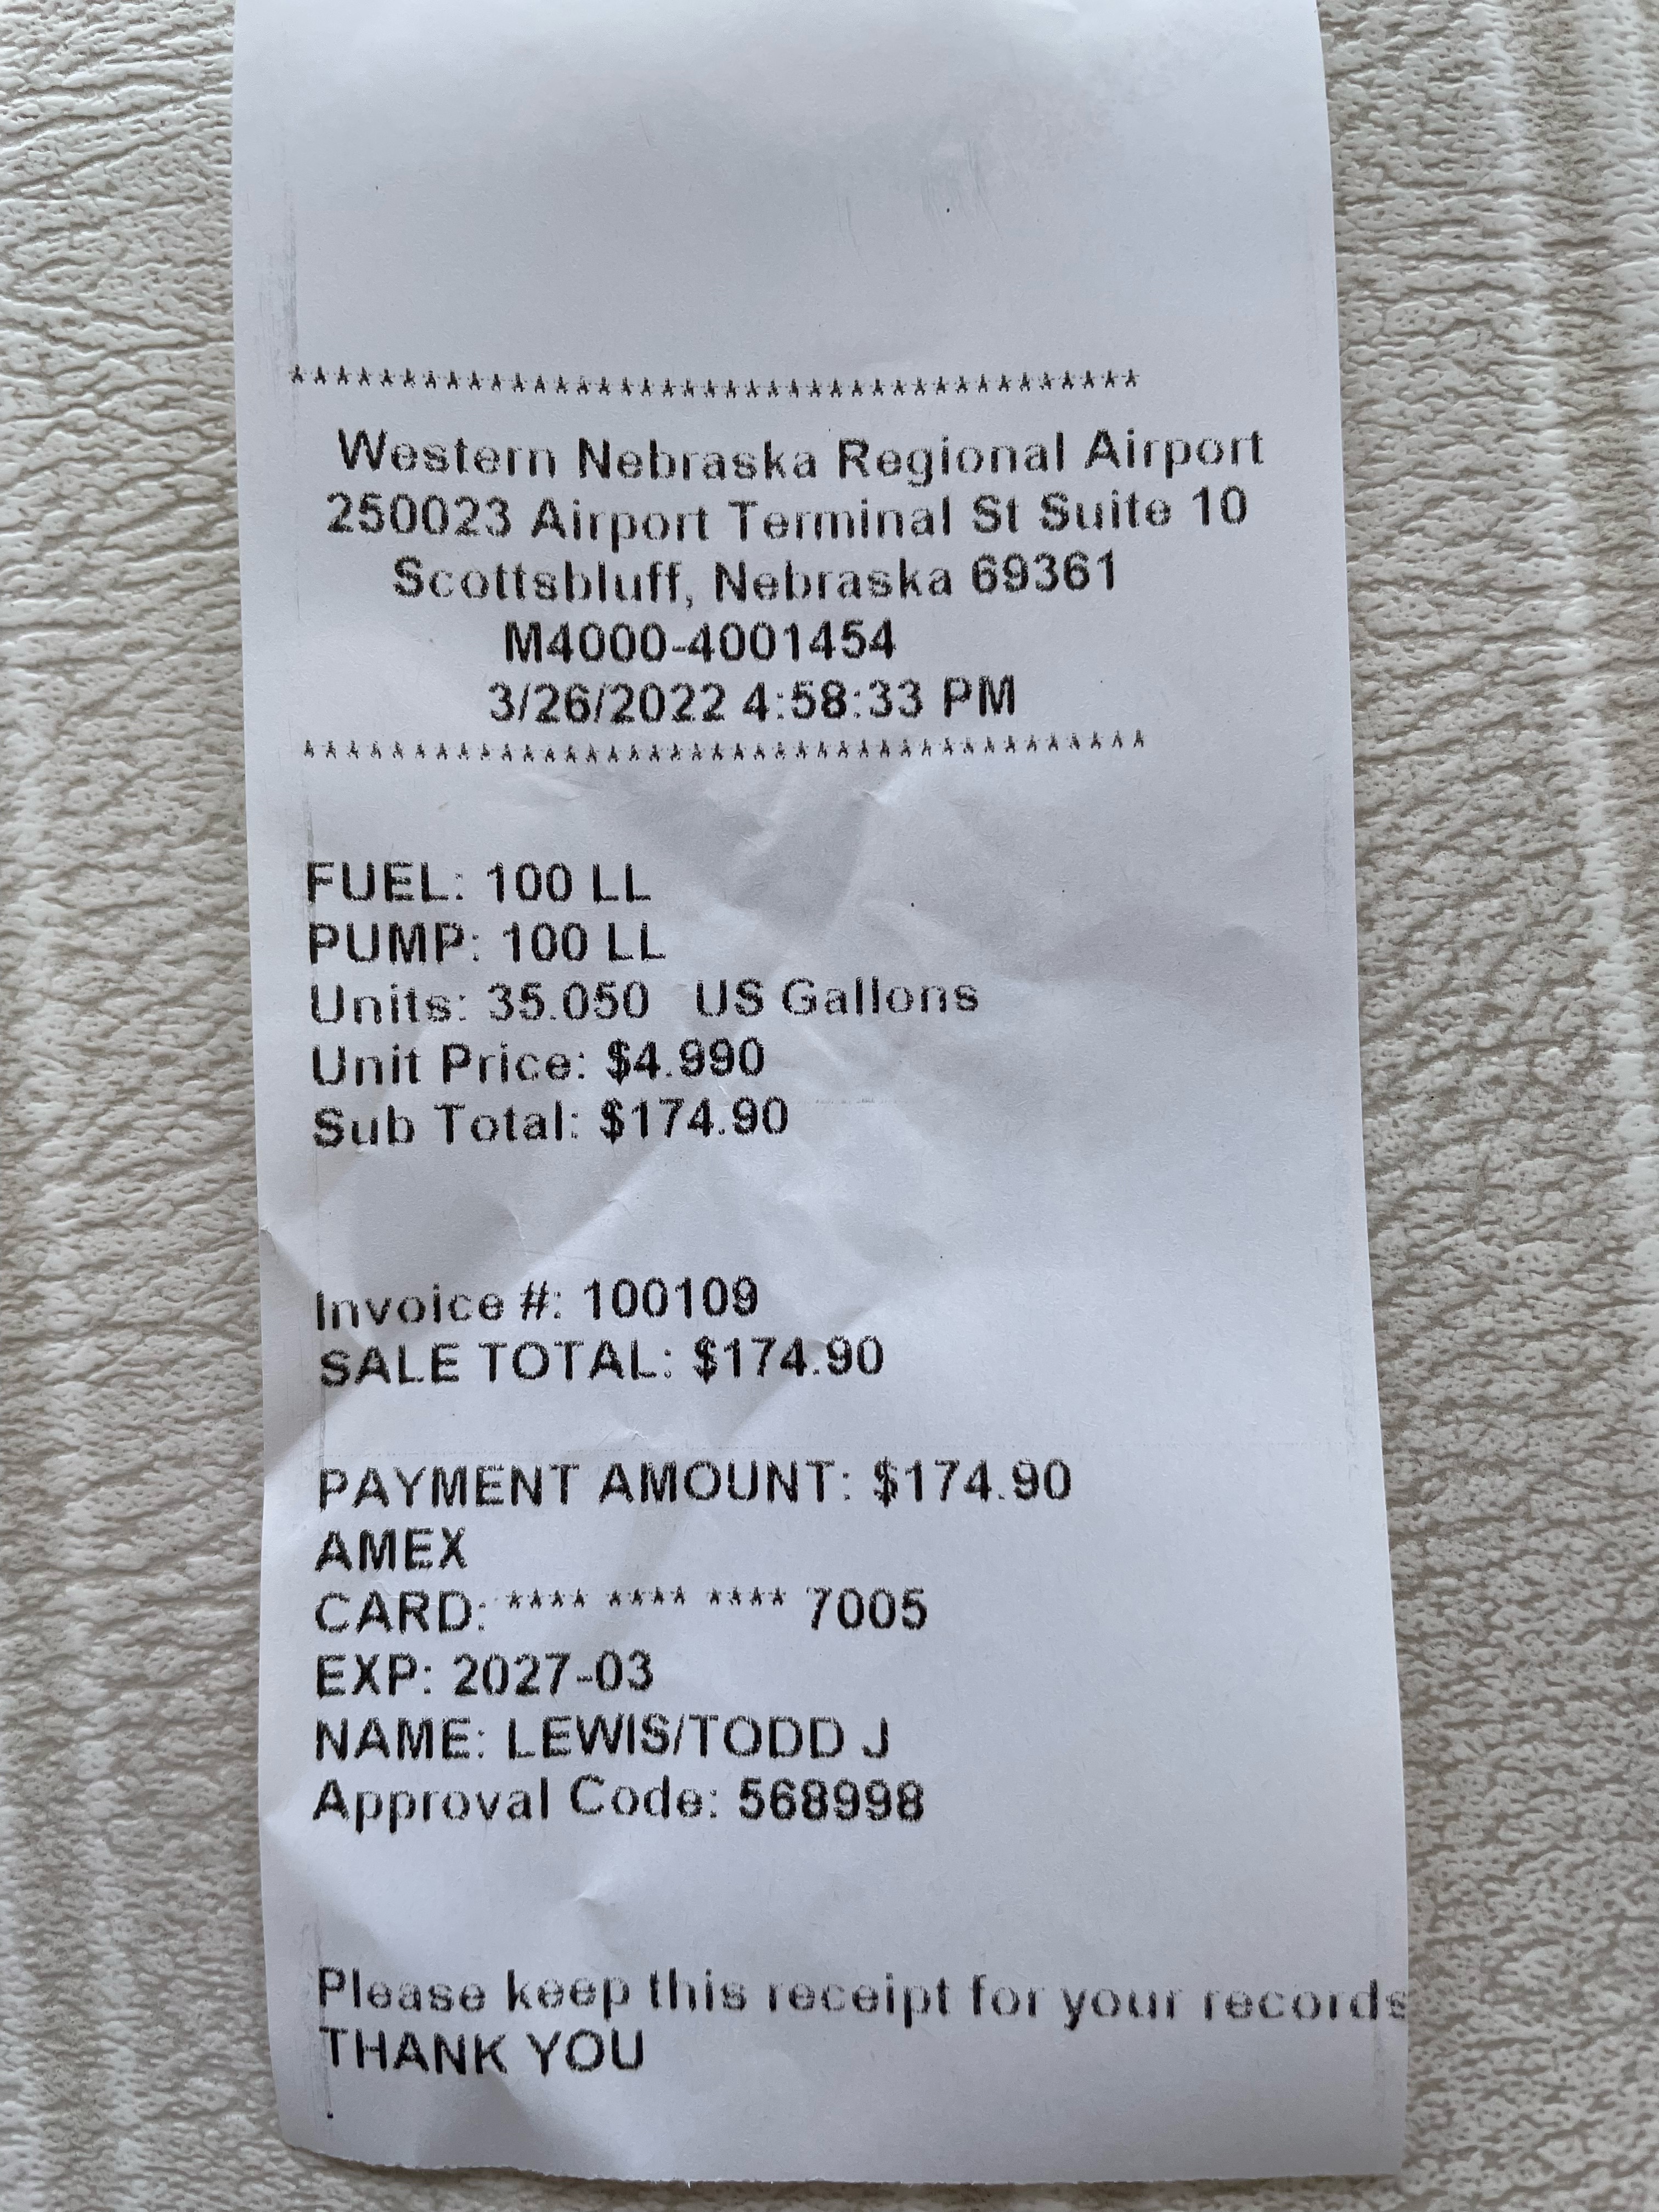 ***************************************
Western Nebraska Regional Airport
250023 Airport Terminal St Suite 10
Scottsbluff, Nebraska 69361
M4000-4001454
3/26/2022 4:58:33 PM
***************************************
FUEL: 100 LL
PUMP: 100 LL
Units: 35.050 US Gallons
Unit Price: $4.990
Sub Total: $174.90
Invoice #: 100109
SALE TOTAL: $174.90
PAYMENT AMOUNT: $174.90
AMEX
CARD: **** **** **** 7005
EXP: 2027-03
NAME: LEWIS/TODD J
Approval Code: 568998
Please keep this receipt for your records
THANK YOU
.